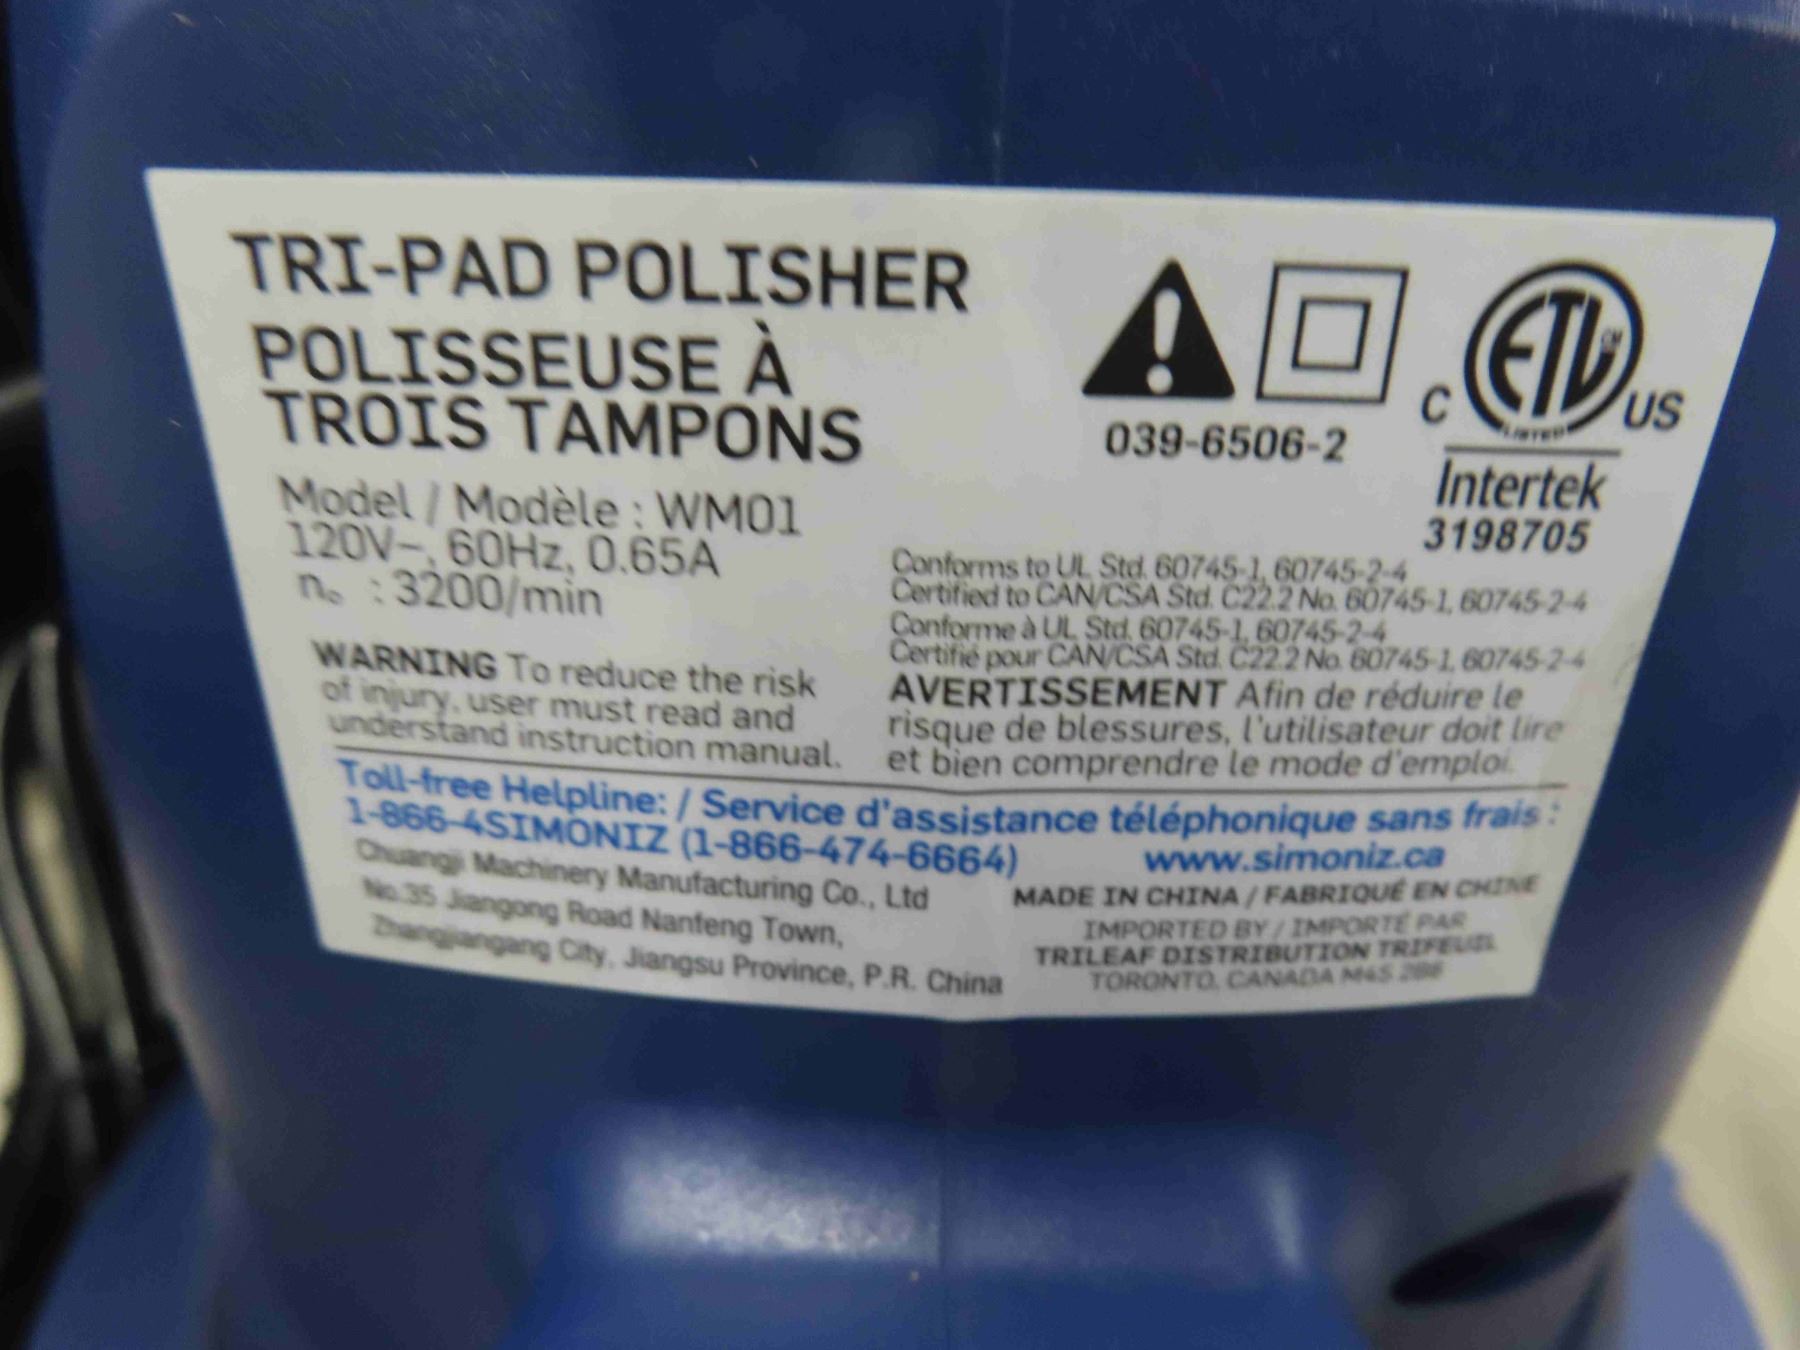 TRI-PAD POLISHER
POLISSEUSE À
TROIS TAMPONS
Model / Modèle : WM01
120V~, 60Hz, 0.65A
n₀ : 3200/min
039-6506-2
C ETL CM US
LISTED
Intertek
3198705
Conforms to UL Std. 60745-1, 60745-2-4
Certified to CAN/CSA Std. C22.2 No. 60745-1, 60745-2-4
Conforme à UL Std. 60745-1, 60745-2-4
Certifié pour CAN/CSA Std. C22.2 No. 60745-1, 60745-2-4
WARNING To reduce the risk
of injury, user must read and
understand instruction manual.
AVERTISSEMENT Afin de réduire le
risque de blessures, l'utilisateur doit lire
et bien comprendre le mode d'emploi.
Toll-free Helpline: / Service d'assistance téléphonique sans frais :
1-866-4SIMONIZ (1-866-474-6664) www.simoniz.ca
Chuangji Machinery Manufacturing Co., Ltd
No.35 Jiangong Road Nanfeng Town,
Zhangjiangang City, Jiangsu Province, P.R. China
MADE IN CHINA / FABRIQUÉ EN CHINE
IMPORTED BY / IMPORTÉ PAR
TRILEAF DISTRIBUTION TRIFEUIL
TORONTO, CANADA M4S 2B8